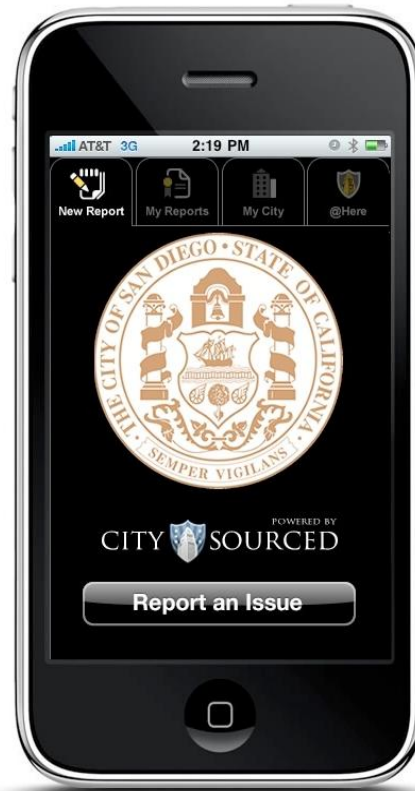 AT&T 3G 2:19 PM
New Report My Reports My City @Here
· THE CITY OF SAN DIEGO · STATE OF CALIFORNIA ·
SEMPER VIGILANS
POWERED BY
CITY SOURCED
Report an Issue